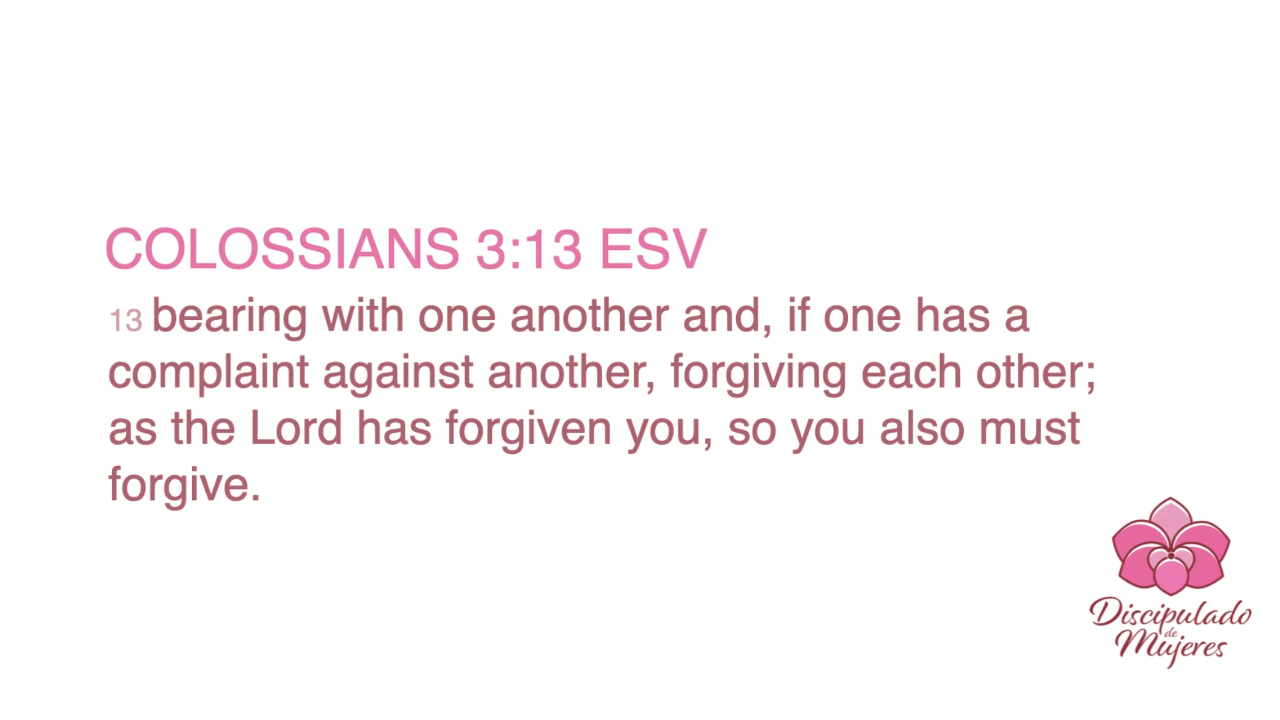 COLOSSIANS 3:13 ESV
13 bearing with one another and, if one has a
complaint against another, forgiving each other;
as the Lord has forgiven you, so you also must
forgive.
Discipulado
de
Mujeres